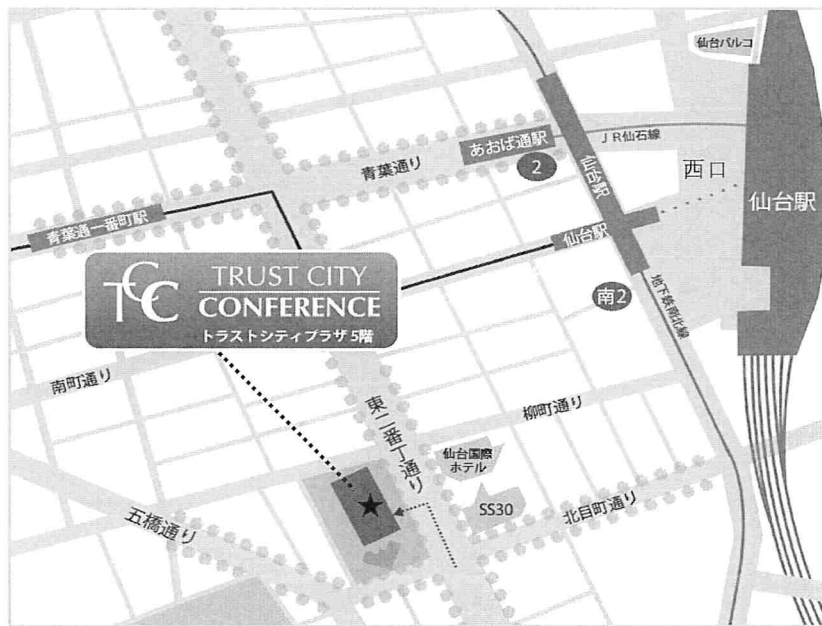 仙台パルコ
あおば通駅
JR仙石線
青葉通り
2
仙台駅
西口
仙台駅
青葉通一番町駅
仙台駅
TCC TRUST CITY
CONFERENCE
トラストシティプラザ 5階
南2
地下鉄南北線
南町通り
東二番丁通り
柳町通り
仙台国際
ホテル
SS30
北目町通り
五橋通り